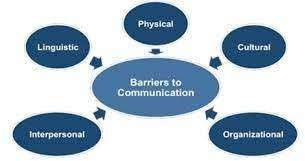 Physical
Linguistic
Cultural
Barriers to
Communication
Interpersonal
Organizational